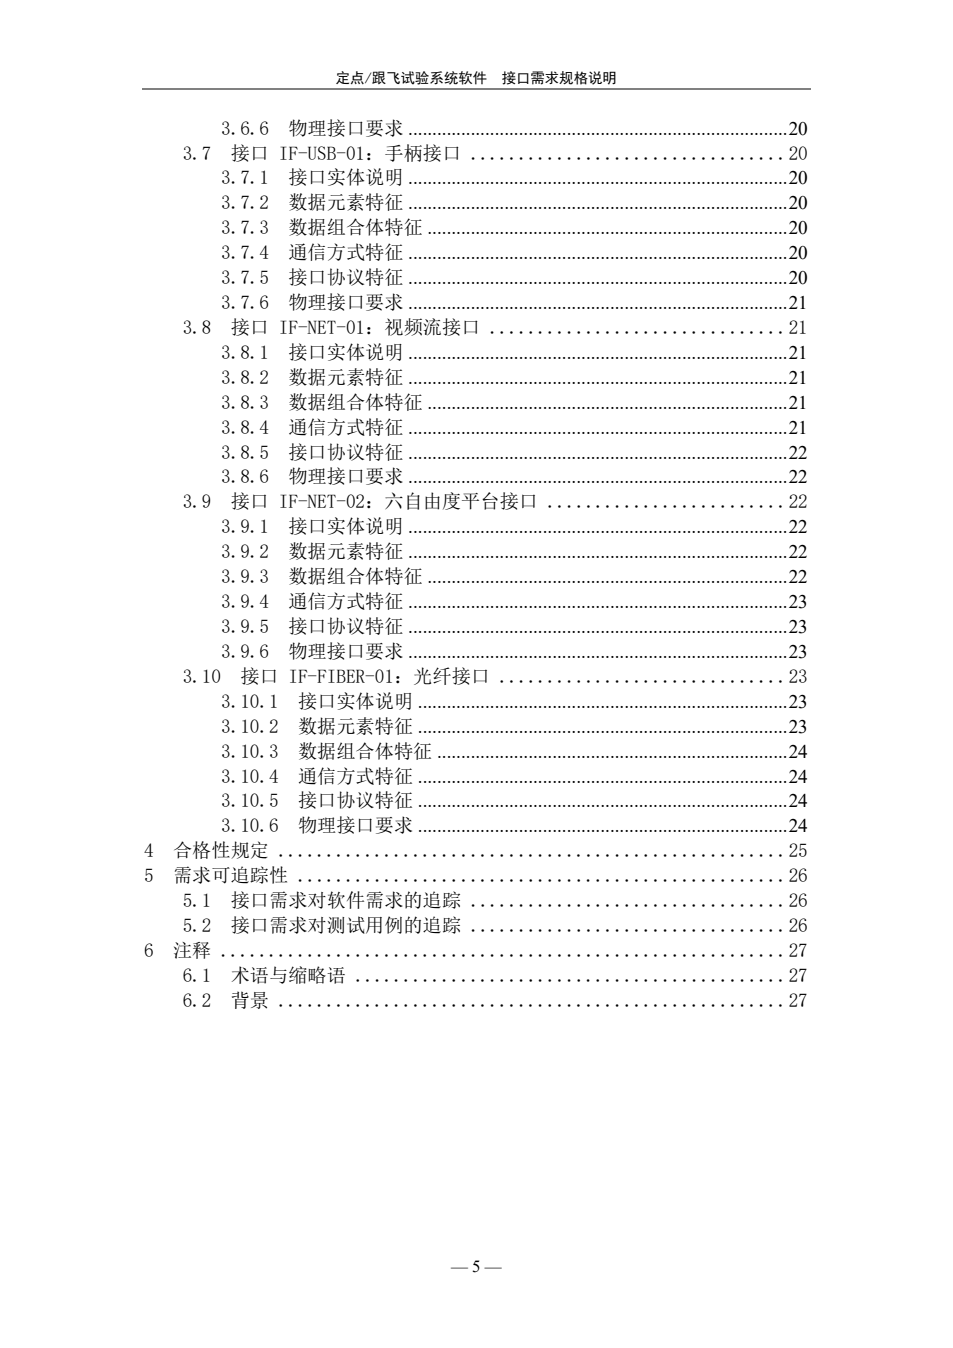 定点/跟飞试验系统软件　接口需求规格说明
3.6.6　物理接口要求...............................................................................20
3.7　接口 IF-USB-01：手柄接口 .................................20
3.7.1　接口实体说明...............................................................................20
3.7.2　数据元素特征...............................................................................20
3.7.3　数据组合体特征...........................................................................20
3.7.4　通信方式特征...............................................................................20
3.7.5　接口协议特征...............................................................................20
3.7.6　物理接口要求...............................................................................21
3.8　接口 IF-NET-01：视频流接口 ...............................21
3.8.1　接口实体说明...............................................................................21
3.8.2　数据元素特征...............................................................................21
3.8.3　数据组合体特征...........................................................................21
3.8.4　通信方式特征...............................................................................21
3.8.5　接口协议特征...............................................................................22
3.8.6　物理接口要求...............................................................................22
3.9　接口 IF-NET-02：六自由度平台接口 .........................22
3.9.1　接口实体说明...............................................................................22
3.9.2　数据元素特征...............................................................................22
3.9.3　数据组合体特征...........................................................................22
3.9.4　通信方式特征...............................................................................23
3.9.5　接口协议特征...............................................................................23
3.9.6　物理接口要求...............................................................................23
3.10　接口 IF-FIBER-01：光纤接口 ..............................23
3.10.1　接口实体说明.............................................................................23
3.10.2　数据元素特征.............................................................................23
3.10.3　数据组合体特征.........................................................................24
3.10.4　通信方式特征.............................................................................24
3.10.5　接口协议特征.............................................................................24
3.10.6　物理接口要求.............................................................................24
4　合格性规定 .....................................................25
5　需求可追踪性 ...................................................26
5.1　接口需求对软件需求的追踪 .................................26
5.2　接口需求对测试用例的追踪 .................................26
6　注释 ...........................................................27
6.1　术语与缩略语 .............................................27
6.2　背景 .....................................................27
— 5 —